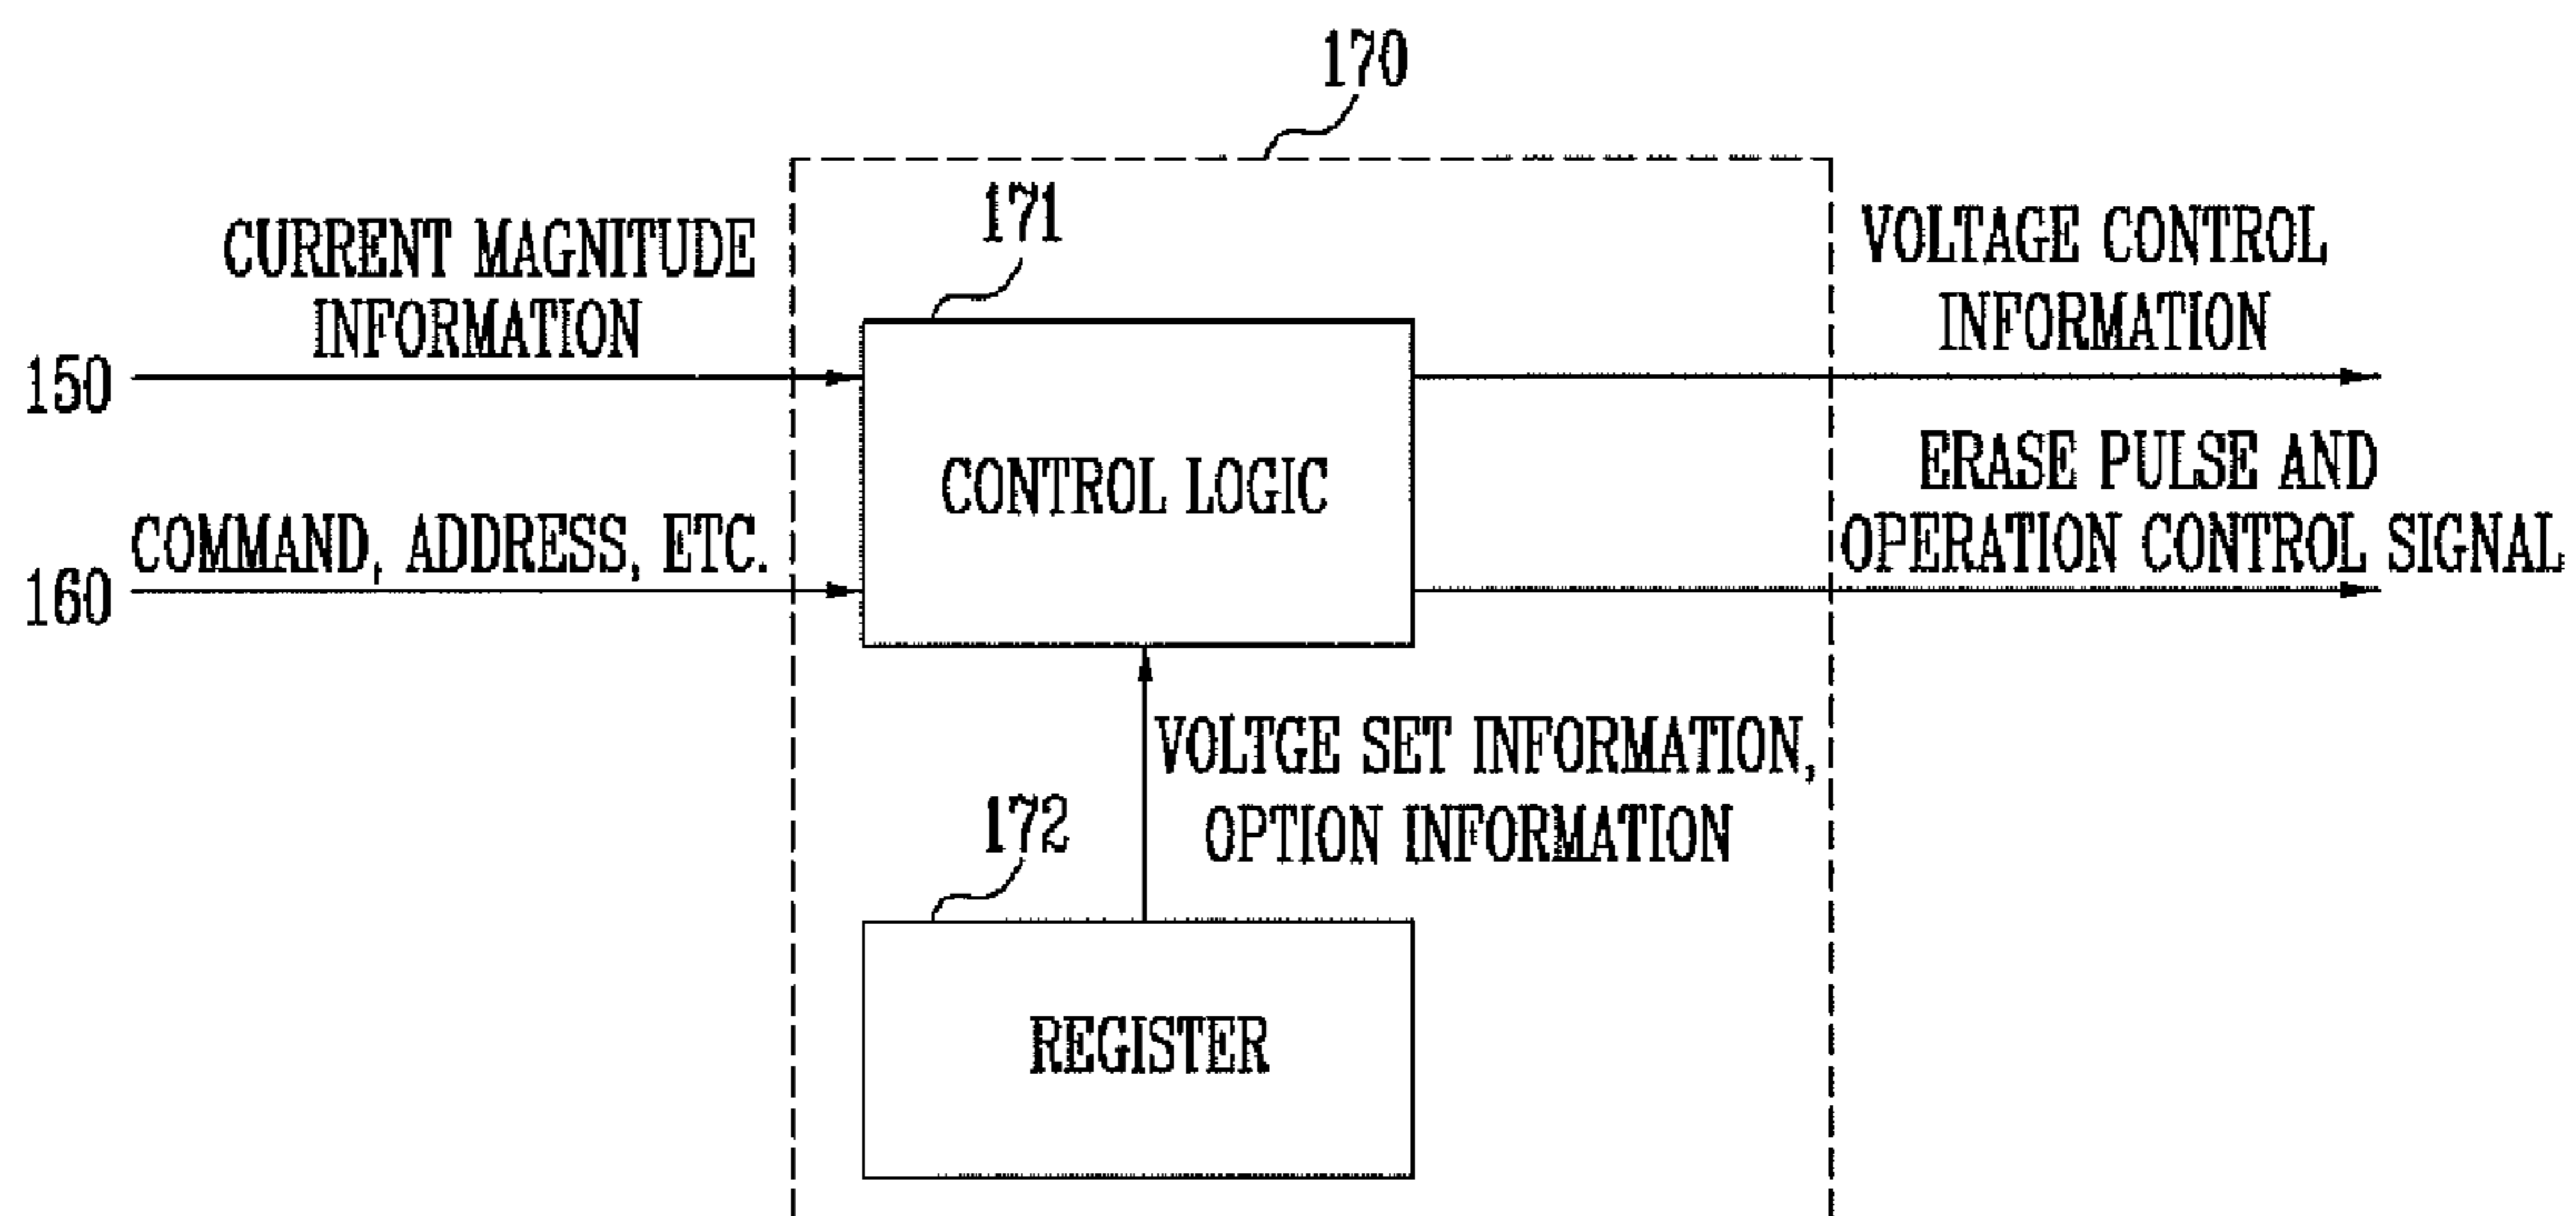 170
171
CURRENT MAGNITUDE
INFORMATION
150
COMMAND, ADDRESS, ETC.
160
CONTROL LOGIC
VOLTAGE CONTROL
INFORMATION
ERASE PULSE AND
OPERATION CONTROL SIGNAL
VOLTGE SET INFORMATION,
OPTION INFORMATION
172
REGISTER